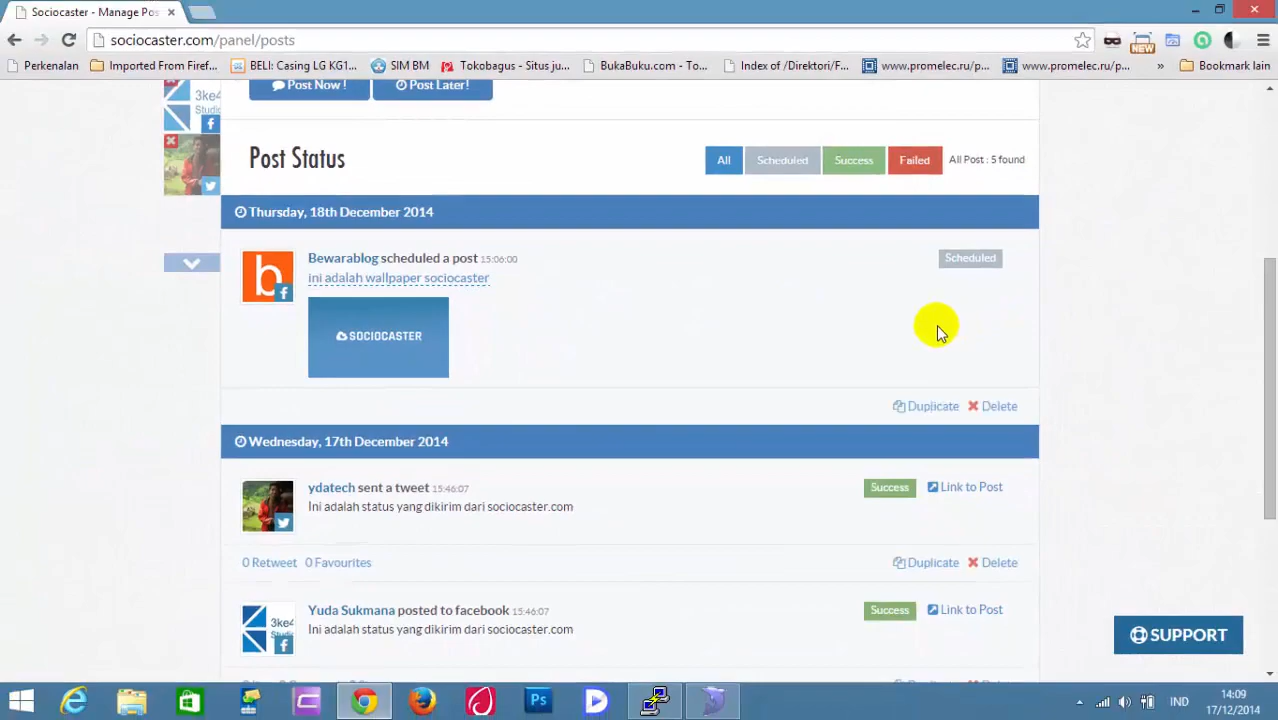 Sociocaster - Manage Pos
sociocaster.com/panel/posts
Perkenalan
Imported From Firef...
BELI: Casing LG KG1...
SIM BM
Tokobagus - Situs ju...
BukaBuku.com - To...
Index of /Direktori/F...
www.promelec.ru/p...
www.promelec.ru/p...
»
Bookmark lain
NEW
3ke4
Studio
Post Now !
Post Later!
Post Status
All
Scheduled
Success
Failed
All Post : 5 found
Thursday, 18th December 2014
Bewarablog scheduled a post 15:06:00
Scheduled
ini adalah wallpaper sociocaster
SOCIOCASTER
Duplicate
Delete
Wednesday, 17th December 2014
ydatech sent a tweet 15:46:07
Success
Link to Post
Ini adalah status yang dikirim dari sociocaster.com
0 Retweet 0 Favourites
Duplicate
Delete
Yuda Sukmana posted to facebook 15:46:07
Success
Link to Post
3ke4
Ini adalah status yang dikirim dari sociocaster.com
SUPPORT
Ps
IND
14:09
17/12/2014